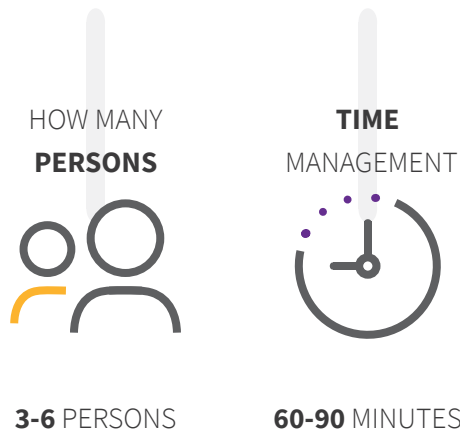 HOW MANY
PERSONS
3-6 PERSONS
TIME
MANAGEMENT
60-90 MINUTES